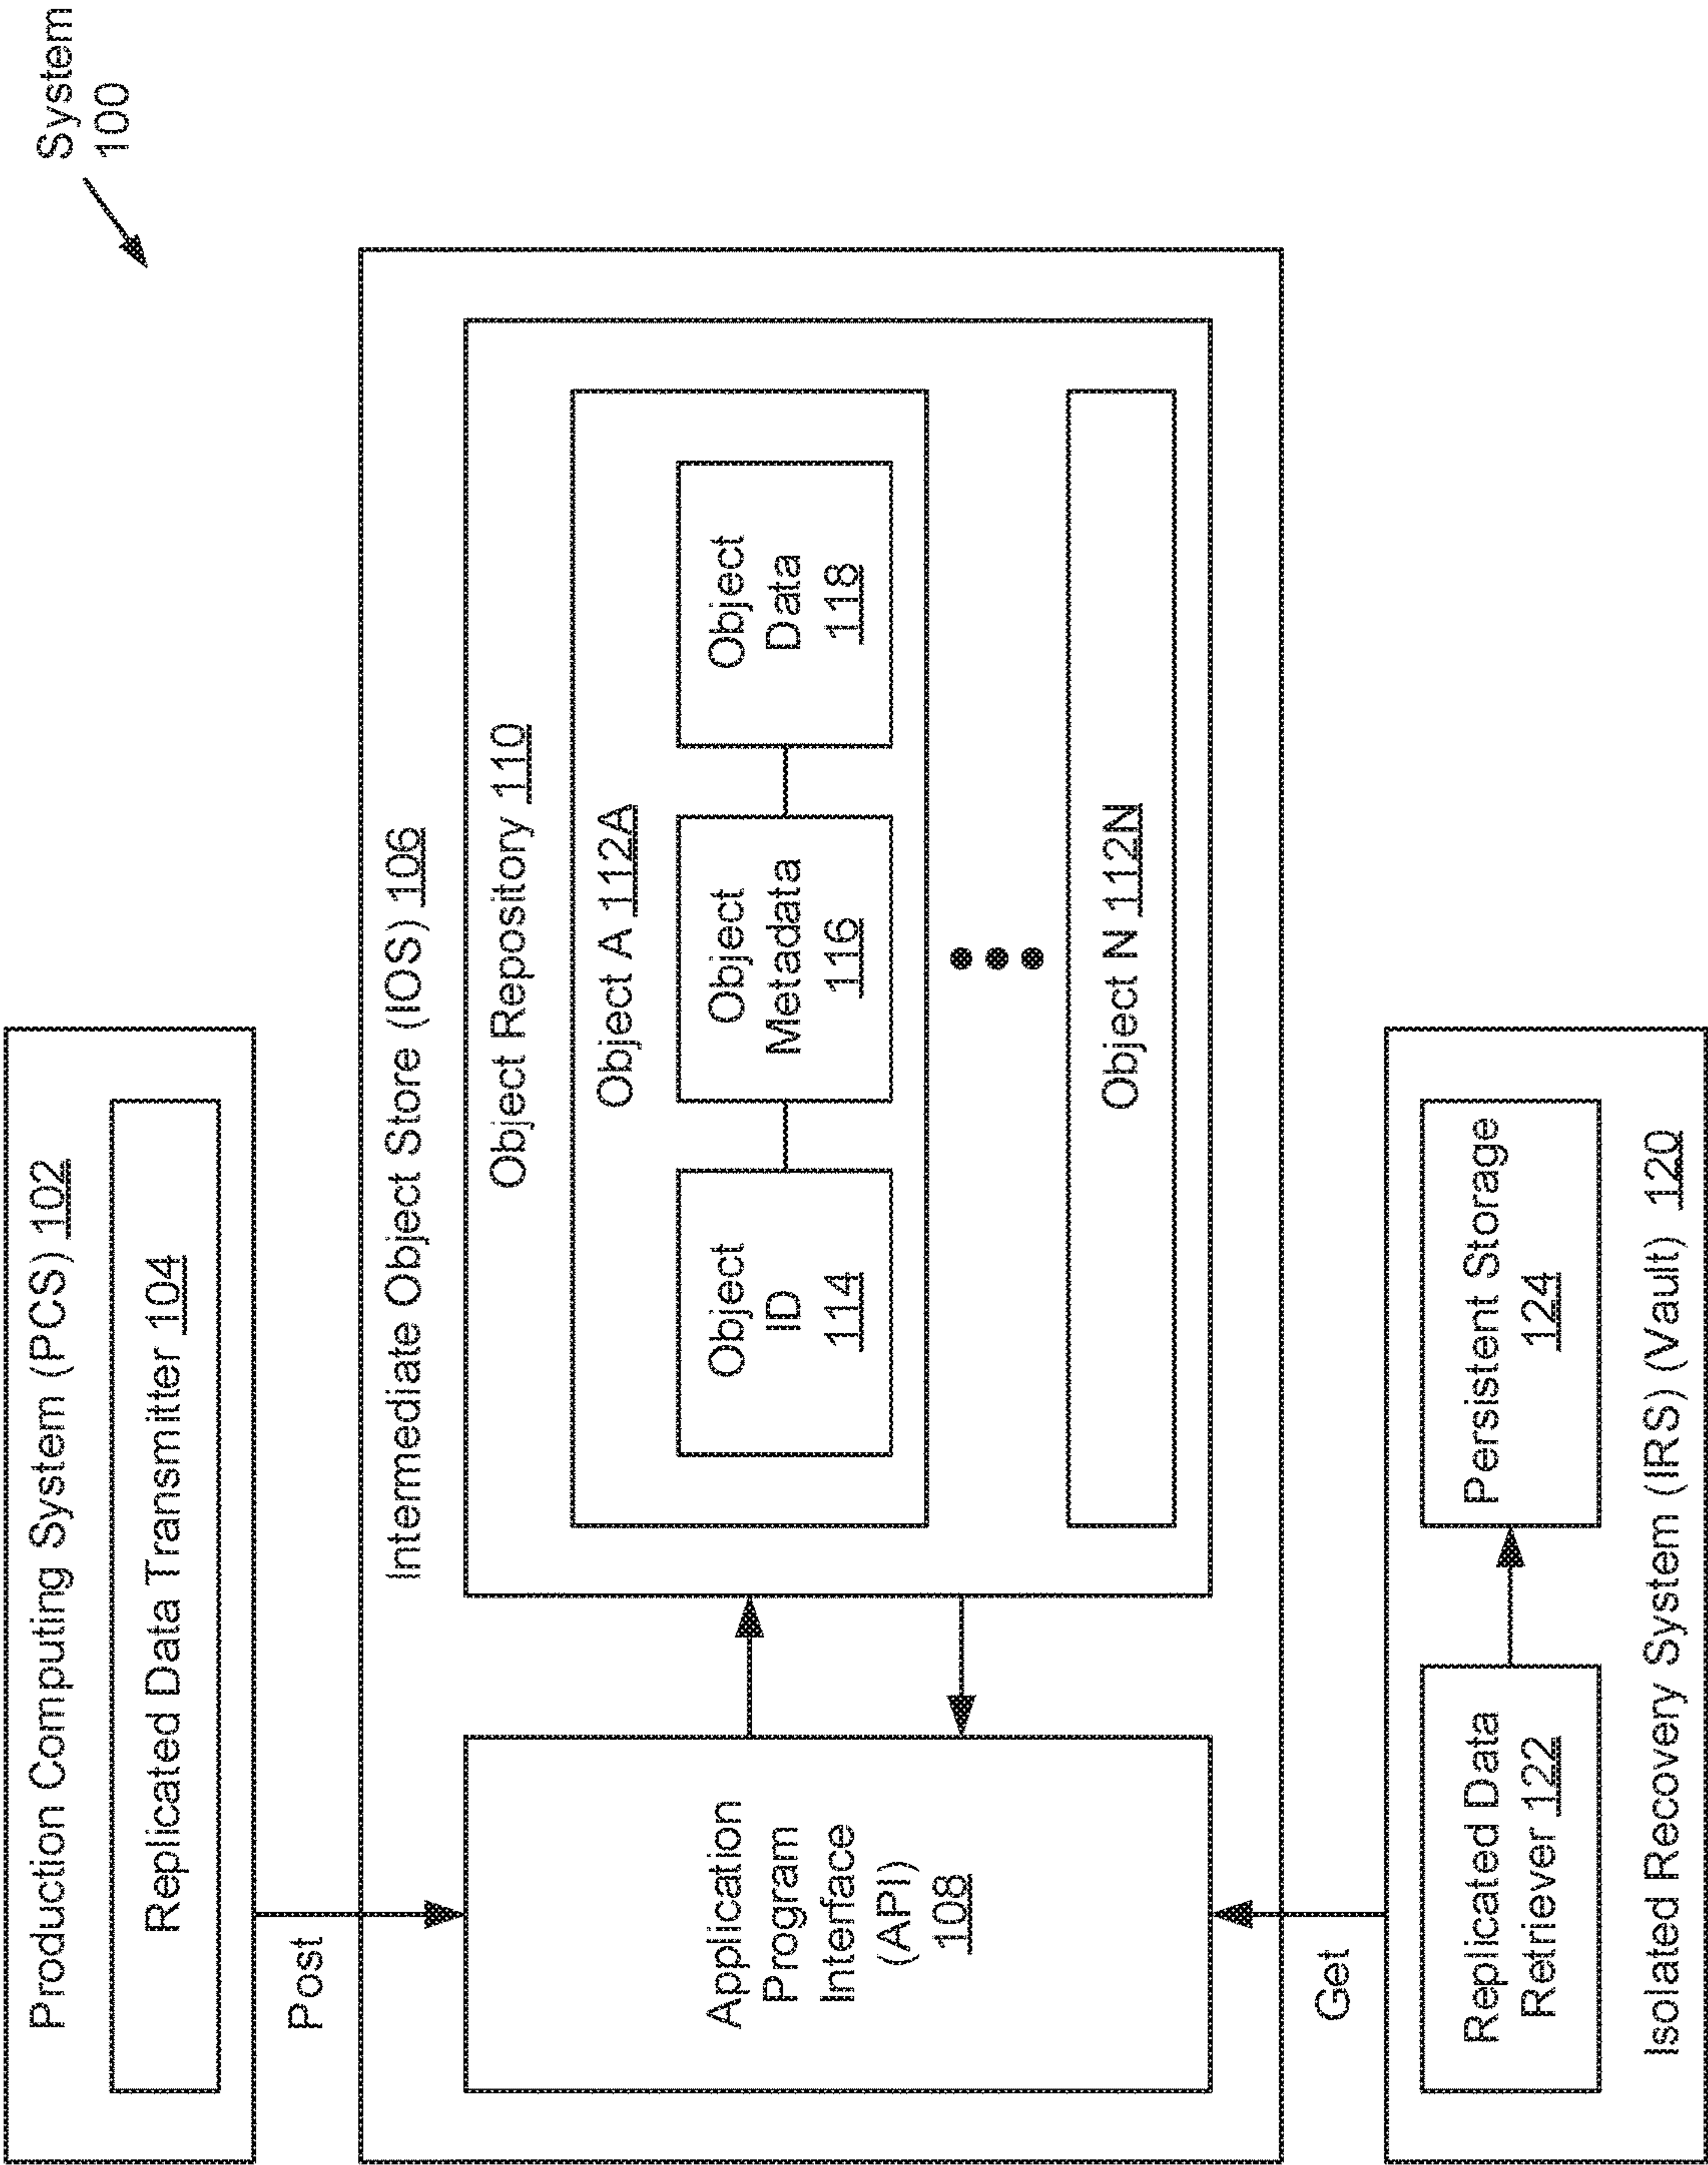 System
100
Production Computing System (PCS) 102
Replicated Data Transmitter 104
Post
Intermediate Object Store (IOS) 106
Application
Program
Interface
(API)
108
Object Repository 110
Object A 112A
Object
ID
114
Object
Metadata
116
Object
Data
118
Object N 112N
Get
Replicated Data
Retriever 122
Persistent Storage
124
Isolated Recovery System (IRS) (Vault) 120